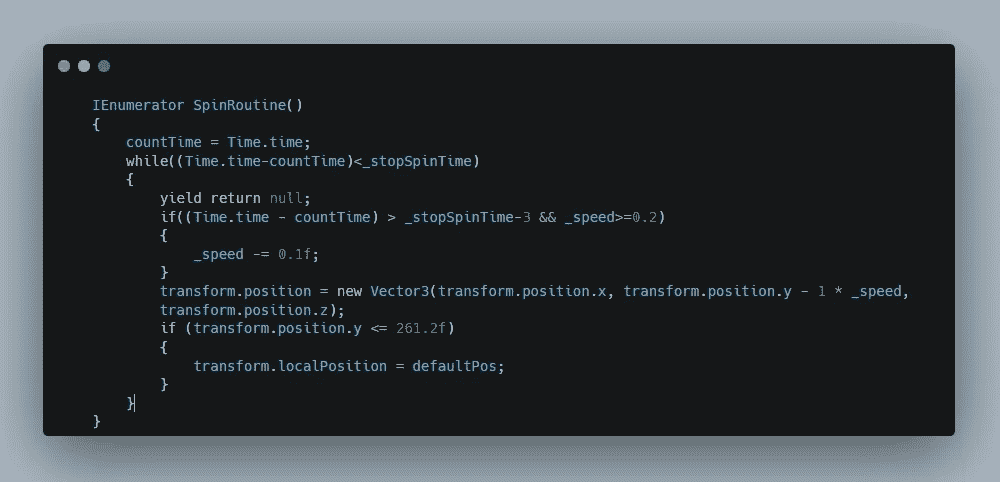 IEnumerator SpinRoutine()
{
    countTime = Time.time;
    while((Time.time-countTime)<_stopSpinTime)
    {
        yield return null;
        if((Time.time - countTime) > _stopSpinTime-3 && _speed>=0.2)
        {
            _speed -= 0.1f;
        }
        transform.position = new Vector3(transform.position.x, transform.position.y - 1 * _speed,
        transform.position.z);
        if (transform.position.y <= 261.2f)
        {
            transform.localPosition = defaultPos;
        }
    }
}